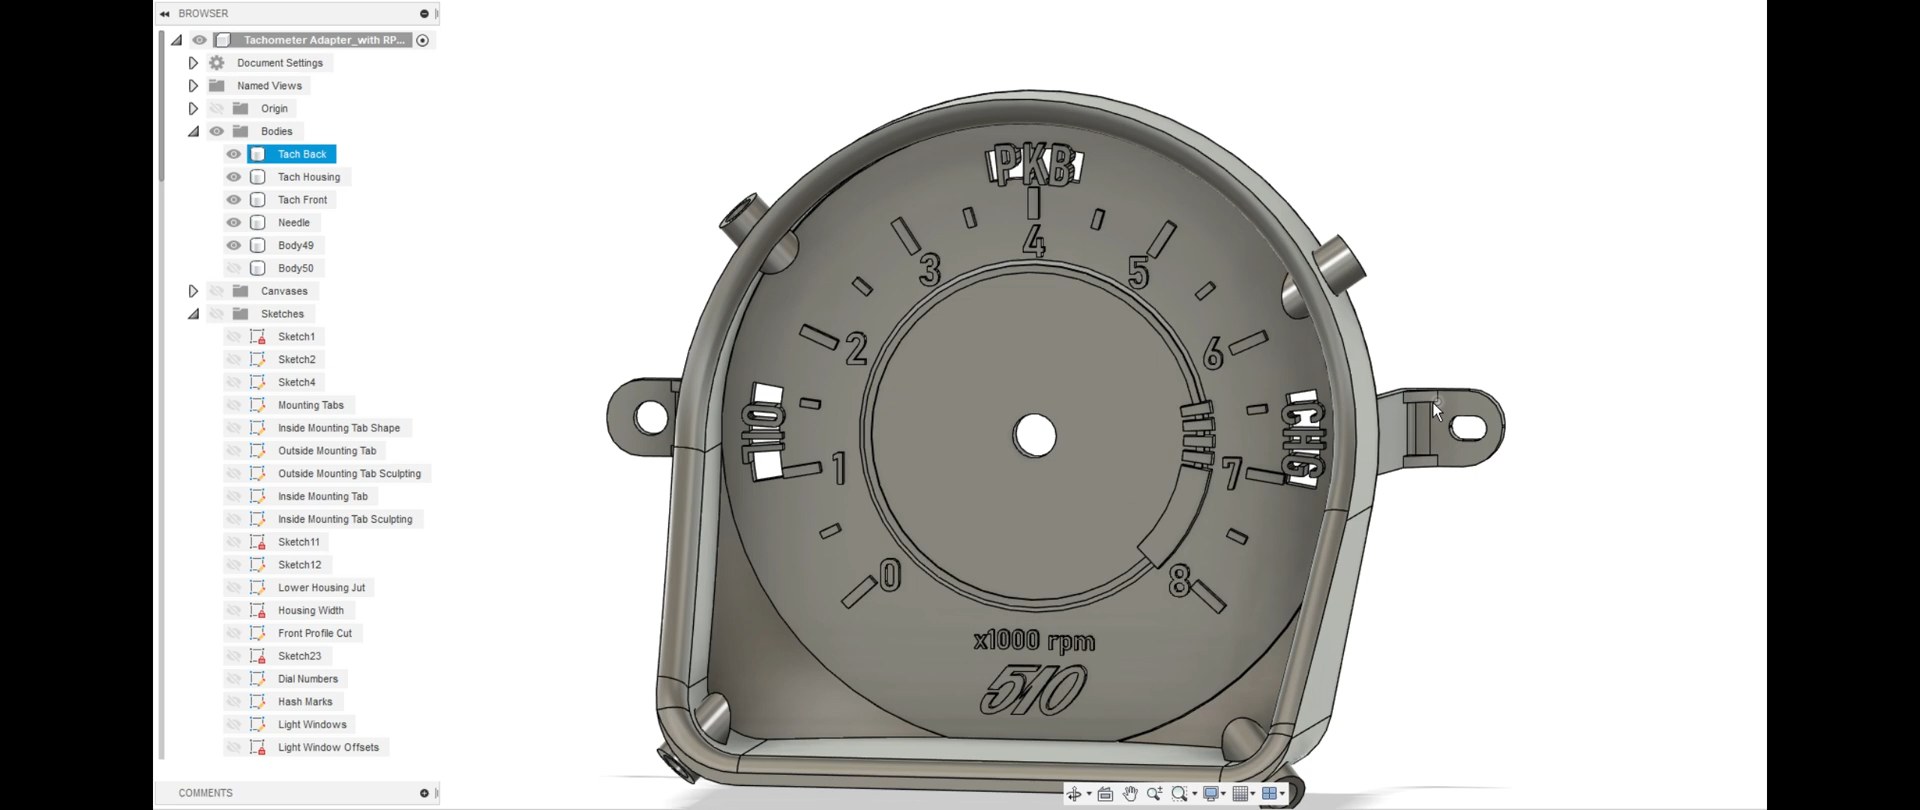 BROWSER
Tachometer Adapter_with RP...
Document Settings
Named Views
Origin
Bodies
Tach Back
Tach Housing
Tach Front
Needle
Body49
Body50
Canvases
Sketches
Sketch1
Sketch2
Sketch4
Mounting Tabs
Inside Mounting Tab Shape
Outside Mounting Tab
Outside Mounting Tab Sculpting
Inside Mounting Tab
Inside Mounting Tab Sculpting
Sketch11
Sketch12
Lower Housing Jut
Housing Width
Front Profile Cut
Sketch23
Dial Numbers
Hash Marks
Light Windows
Light Window Offsets
COMMENTS
PKB
OIL
CHG
0
1
2
3
4
5
6
7
8
x1000 rpm
510